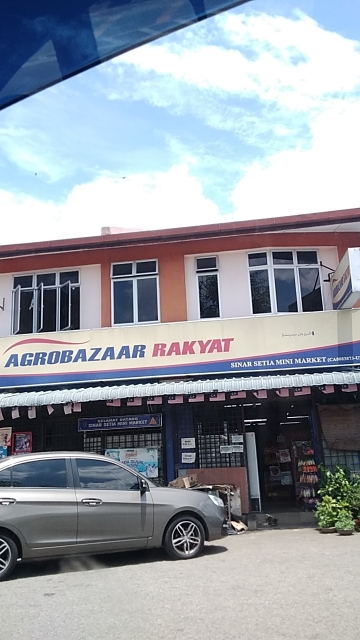 AGROBAZAAR RAKYAT
SINAR SETIA MINI MARKET
SELAMAT DATANG
SINAR SETIA MINI MARKET